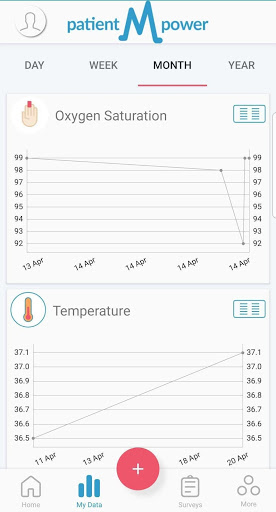 patient M power
DAY WEEK MONTH YEAR
Oxygen Saturation
99 99
98 98
97 97
96 96
95 95
94 94
93 93
92 92
13 Apr 14 Apr 14 Apr 14 Apr 14 Apr
Temperature
37.1 37.1
37.0 37.0
36.9 36.9
36.8 36.8
36.7 36.7
36.6 36.6
36.5 36.5
11 Apr 13 Apr 16 Apr 18 Apr 20 Apr
+
Home My Data Surveys More